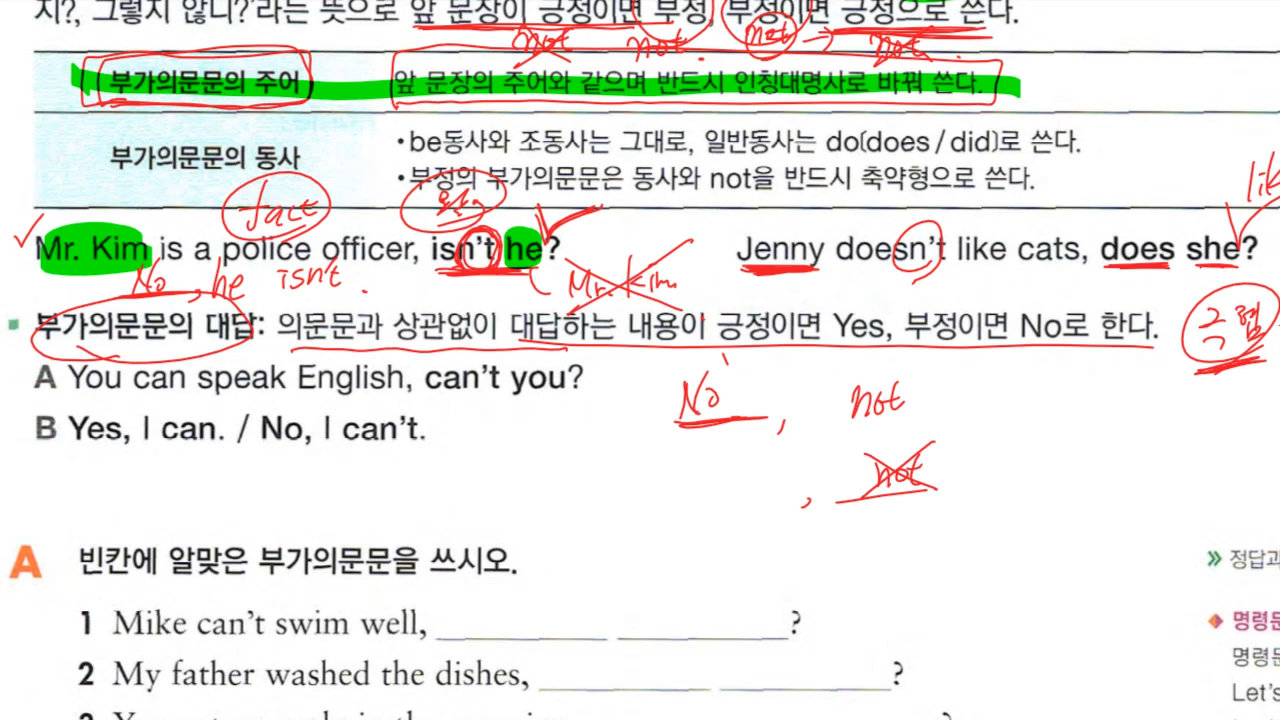 지?, 그렇지 않니?'라는 뜻으로 앞 문장이 긍정이면 부정, 부정이면 긍정으로 쓴다.
not not. not → not
부가의문문의 주어 앞 문장의 주어와 같으며 반드시 인칭대명사로 바꿔 쓴다.
부가의문문의 동사 •be동사와 조동사는 그대로, 일반동사는 do(does / did)로 쓴다.
•부정의 부가의문문은 동사와 not을 반드시 축약형으로 쓴다.
fact
Mr. Kim is a police officer, isn't he? Jenny doesn't like cats, does she?
No, he isn't. Mr. Kim
부가의문문의 대답: 의문문과 상관없이 대답하는 내용이 긍정이면 Yes, 부정이면 No로 한다.
A You can speak English, can't you?
No, not
B Yes, I can. / No, I can't.
, not
A 빈칸에 알맞은 부가의문문을 쓰시오.
» 정답과
1 Mike can't swim well, ________ ________?
명령문
명령문
2 My father washed the dishes, ________ ________?
Let's